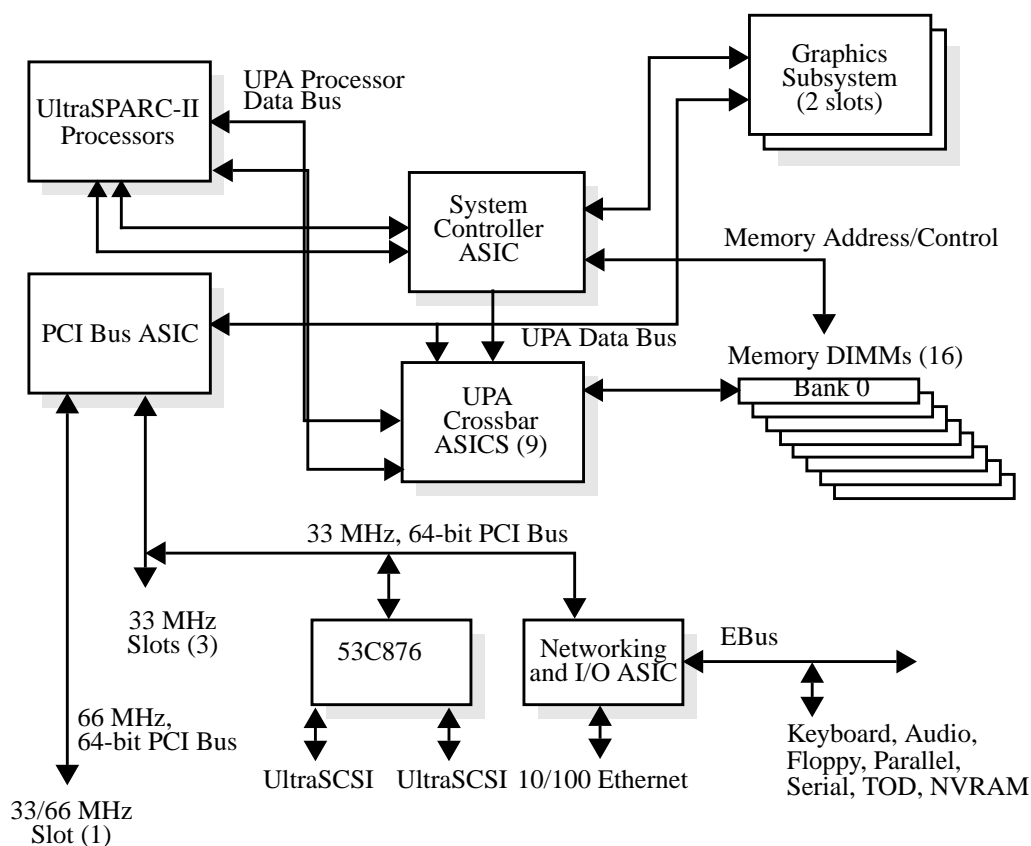 Graphics
Subsystem
(2 slots)
UPA Processor
Data Bus
UltraSPARC-II
Processors
System
Controller
ASIC
Memory Address/Control
PCI Bus ASIC
UPA Data Bus
Memory DIMMs (16)
Bank 0
UPA
Crossbar
ASICS (9)
33 MHz, 64-bit PCI Bus
33 MHz
Slots (3)
53C876
Networking
and I/O ASIC
EBus
66 MHz,
64-bit PCI Bus
Keyboard, Audio,
Floppy, Parallel,
Serial, TOD, NVRAM
UltraSCSI
UltraSCSI
10/100 Ethernet
33/66 MHz
Slot (1)